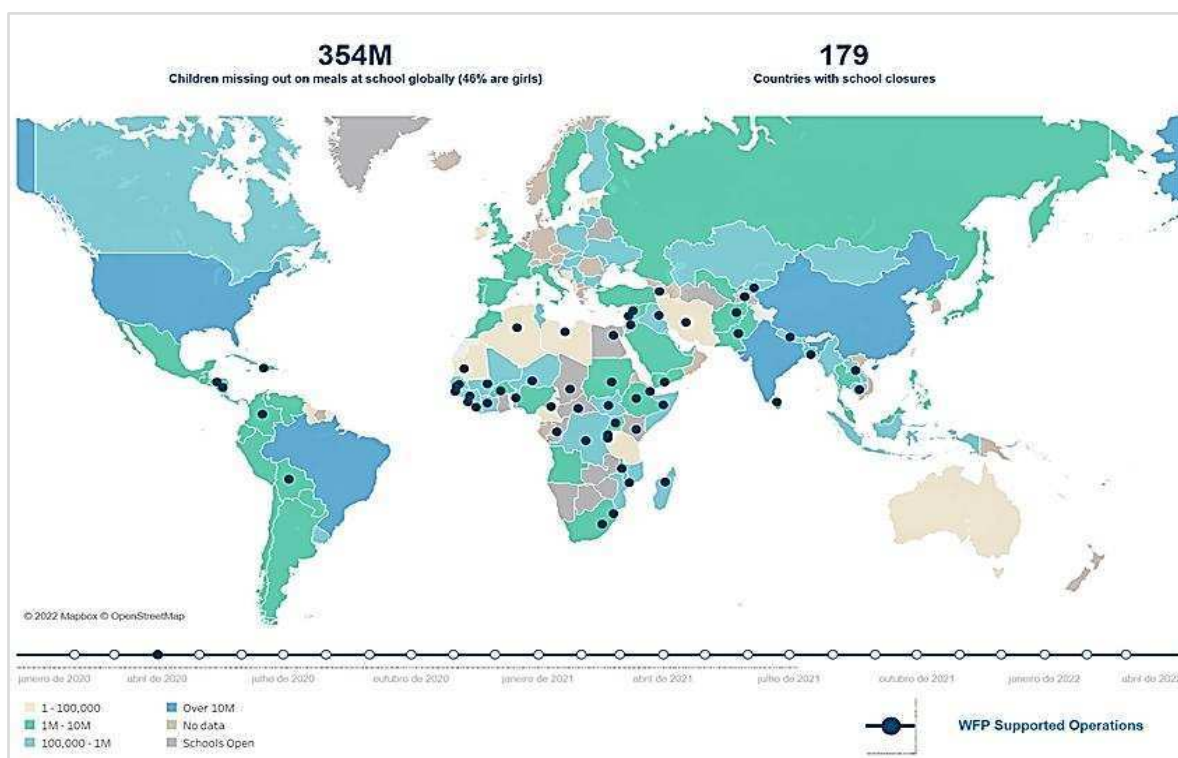 354M
Children missing out on meals at school globally (46% are girls)
179
Countries with school closures
© 2022 Mapbox © OpenStreetMap
janeiro de 2020
abril de 2020
julho de 2020
outubro de 2020
janeiro de 2021
abril de 2021
julho de 2021
outubro de 2021
janeiro de 2022
abril de 2022
1 - 100,000
1M - 10M
100,000 - 1M
Over 10M
No data
Schools Open
WFP Supported Operations